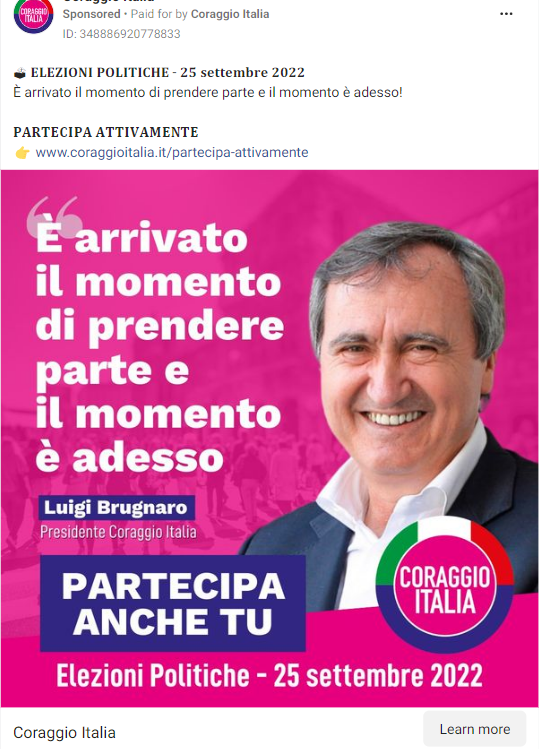 Sponsored • Paid for by Coraggio Italia
ID: 348886920778833
🗳️ ELEZIONI POLITICHE - 25 settembre 2022
È arrivato il momento di prendere parte e il momento è adesso!
PARTECIPA ATTIVAMENTE
👉 www.coraggioitalia.it/partecipa-attivamente
“È arrivato
il momento
di prendere
parte e
il momento
è adesso
Luigi Brugnaro
Presidente Coraggio Italia
PARTECIPA
ANCHE TU
CORAGGIO
ITALIA
Elezioni Politiche - 25 settembre 2022
Coraggio Italia
Learn more